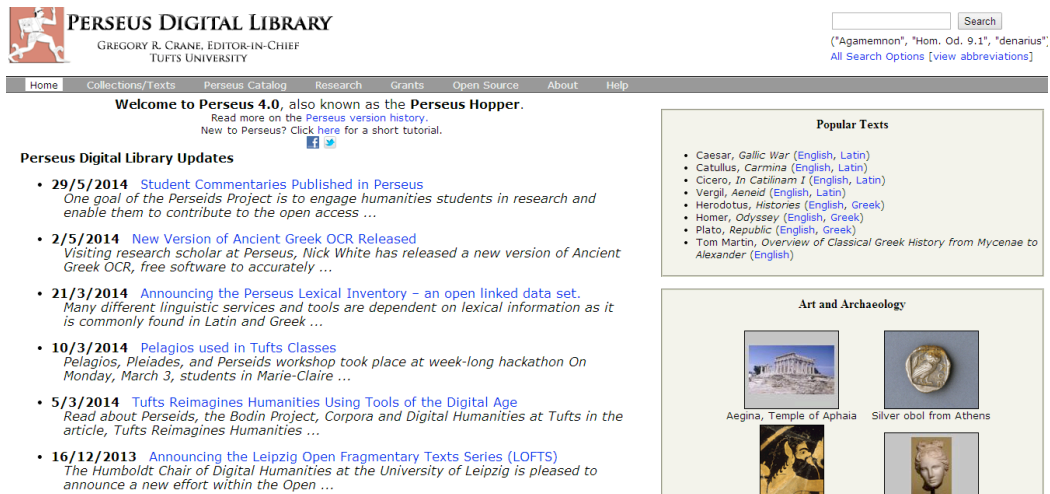 PERSEUS DIGITAL LIBRARY
GREGORY R. CRANE, EDITOR-IN-CHIEF
TUFTS UNIVERSITY
Search
("Agamemnon", "Hom. Od. 9.1", "denarius")
All Search Options [view abbreviations]
Home Collections/Texts Perseus Catalog Research Grants Open Source About Help
Welcome to Perseus 4.0, also known as the Perseus Hopper.
Read more on the Perseus version history.
New to Perseus? Click here for a short tutorial.
Perseus Digital Library Updates
• 29/5/2014 Student Commentaries Published in Perseus
One goal of the Perseids Project is to engage humanities students in research and
enable them to contribute to the open access ...
• 2/5/2014 New Version of Ancient Greek OCR Released
Visiting research scholar at Perseus, Nick White has released a new version of Ancient
Greek OCR, free software to accurately ...
• 21/3/2014 Announcing the Perseus Lexical Inventory – an open linked data set.
Many different linguistic services and tools are dependent on lexical information as it
is commonly found in Latin and Greek ...
• 10/3/2014 Pelagios used in Tufts Classes
Pelagios, Pleiades, and Perseids workshop took place at week-long hackathon On
Monday, March 3, students in Marie-Claire ...
• 5/3/2014 Tufts Reimagines Humanities Using Tools of the Digital Age
Read about Perseids, the Bodin Project, Corpora and Digital Humanities at Tufts in the
article, Tufts Reimagines Humanities ...
• 16/12/2013 Announcing the Leipzig Open Fragmentary Texts Series (LOFTS)
The Humboldt Chair of Digital Humanities at the University of Leipzig is pleased to
announce a new effort within the Open ...
Popular Texts
• Caesar, Gallic War (English, Latin)
• Catullus, Carmina (English, Latin)
• Cicero, In Catilinam I (English, Latin)
• Vergil, Aeneid (English, Latin)
• Herodotus, Histories (English, Greek)
• Homer, Odyssey (English, Greek)
• Plato, Republic (English, Greek)
• Tom Martin, Overview of Classical Greek History from Mycenae to
Alexander (English)
Art and Archaeology
Aegina, Temple of Aphaia Silver obol from Athens